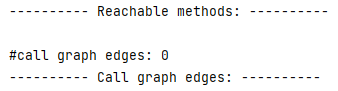 ---------- Reachable methods: ----------
#call graph edges: 0
---------- Call graph edges: ----------